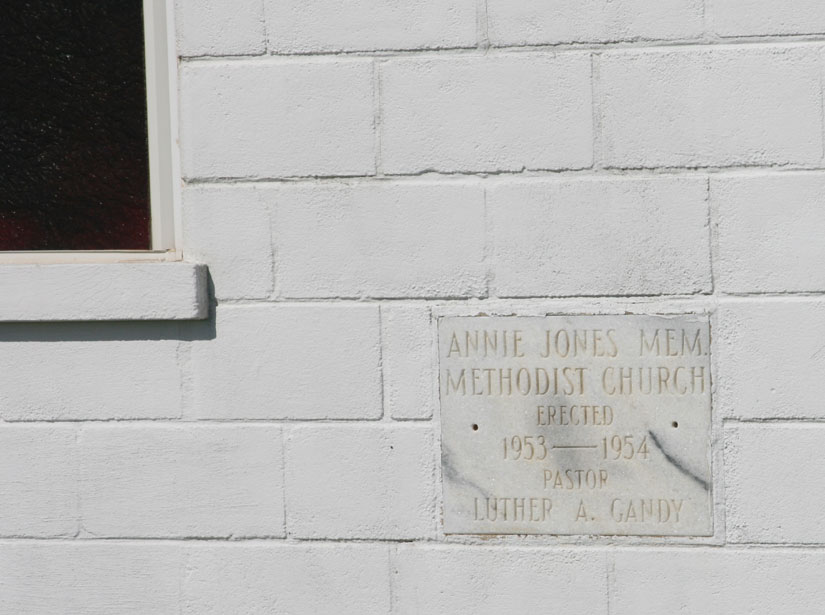 ANNIE JONES MEM.
METHODIST CHURCH
ERECTED
1953—1954
PASTOR
LUTHER A. GANDY